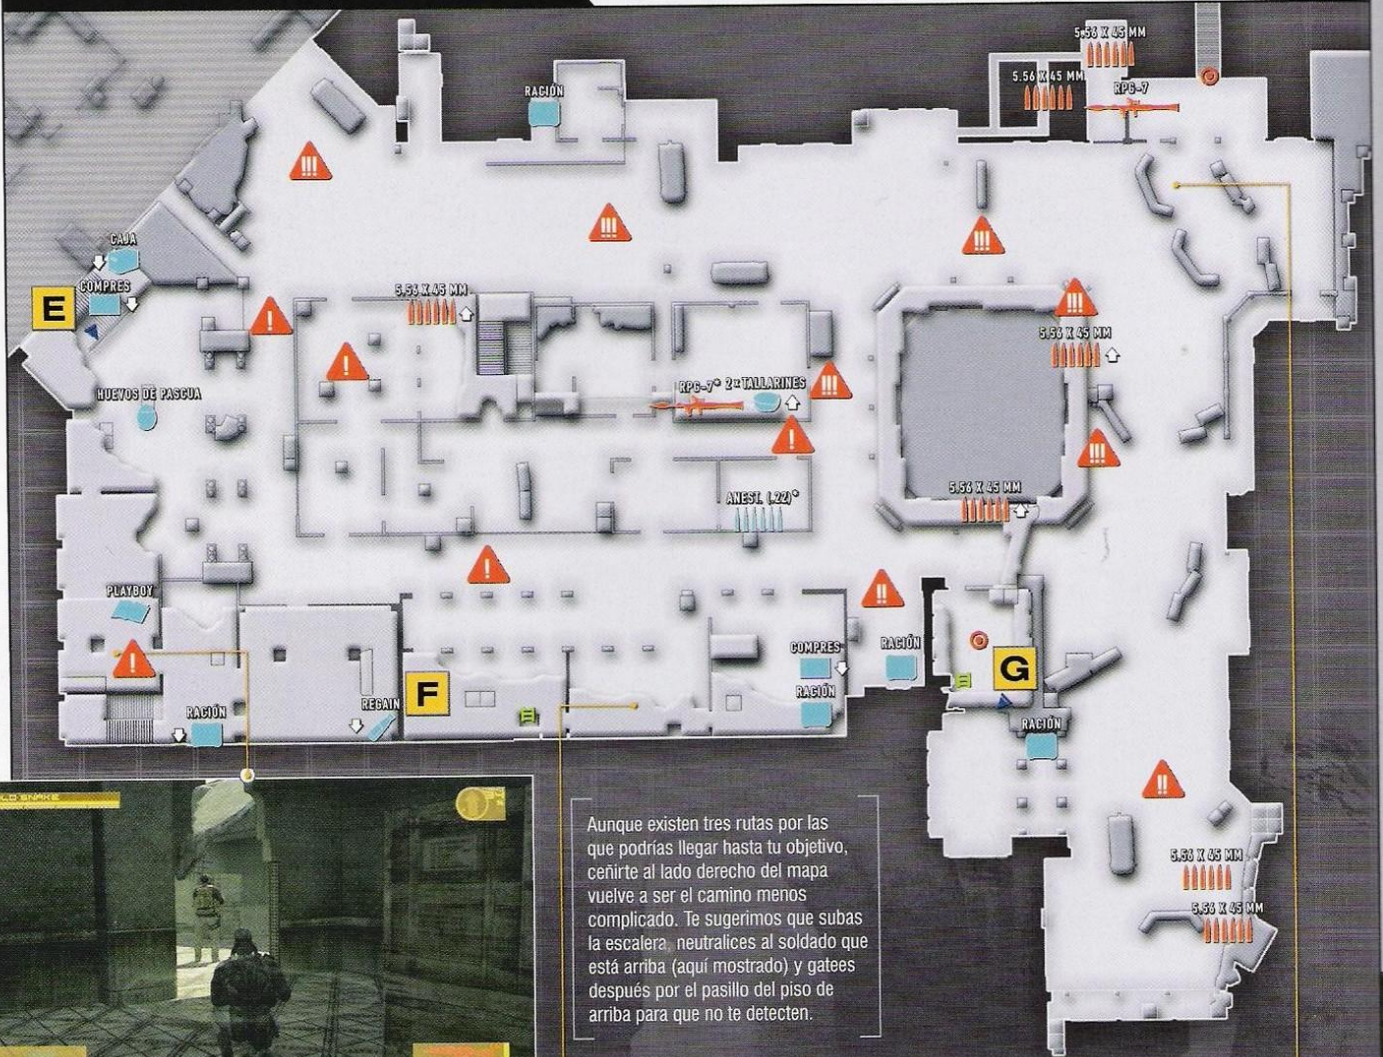 5.56 X 45 MM
5.56 X 45 MM
RPG-7
RACIÓN
CAJA
COMPRES
E
5.56 X 45 MM
5.56 X 45 MM
HUEVOS DE PASCUA
RPG-7* 2 x TALLARINES
5.56 X 45 MM
ANEST. (.22)*
PLAYBOY
COMPRES
RACIÓN
G
F
REGAIN
RACIÓN
RACIÓN
RACIÓN
LD SNAKE
Aunque existen tres rutas por las
que podrías llegar hasta tu objetivo,
ceñirte al lado derecho del mapa
vuelve a ser el camino menos
complicado. Te sugerimos que subas
la escalera, neutralices al soldado que
está arriba (aquí mostrado) y gatees
después por el pasillo del piso de
arriba para que no te detecten.
5.56 X 45 MM
5.56 X 45 MM